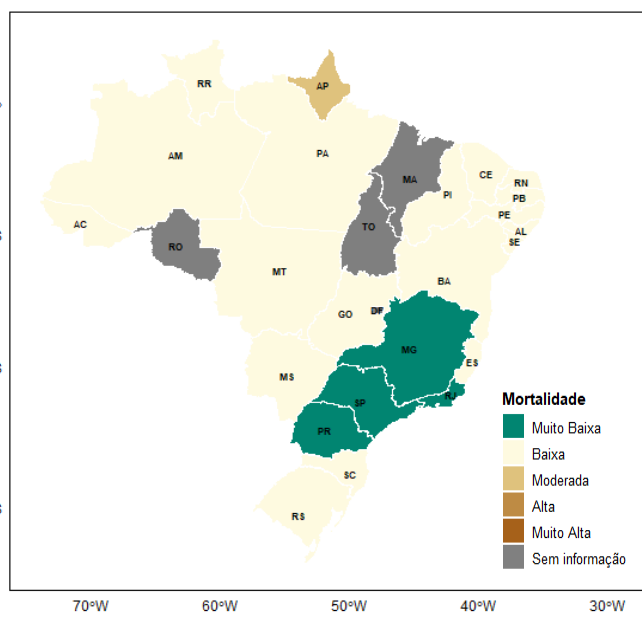 RR
AP
AM
PA
MA
CE
RN
PI
PB
PE
AC
TO
AL
SE
RO
MT
BA
GO
DF
MG
ES
MS
SP
RJ
PR
SC
RS
Mortalidade
Muito Baixa
Baixa
Moderada
Alta
Muito Alta
Sem informação
70°W 60°W 50°W 40°W 30°W